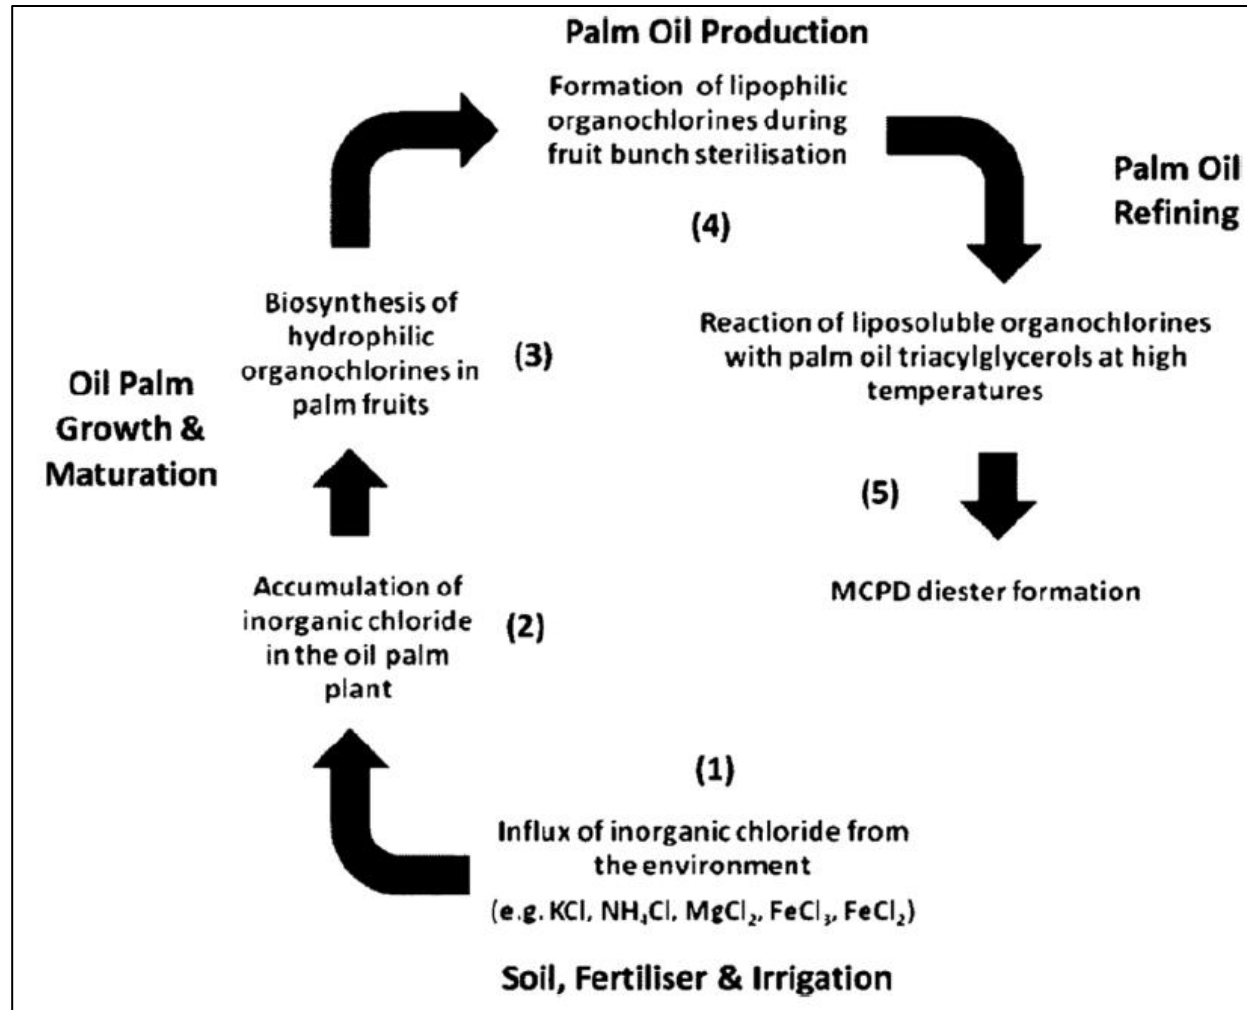 Palm Oil Production
Formation of lipophilic
organochlorines during
fruit bunch sterilisation
(4)
Palm Oil
Refining
Reaction of liposoluble organochlorines
with palm oil triacylglycerols at high
temperatures
(5)
MCPD diester formation
Biosynthesis of
hydrophilic
organochlorines in
palm fruits
(3)
Oil Palm
Growth &
Maturation
Accumulation of
inorganic chloride
in the oil palm
plant
(2)
(1)
Influx of inorganic chloride from
the environment
(e.g. KCl, NH₄Cl, MgCl₂, FeCl₃, FeCl₂)
Soil, Fertiliser & Irrigation